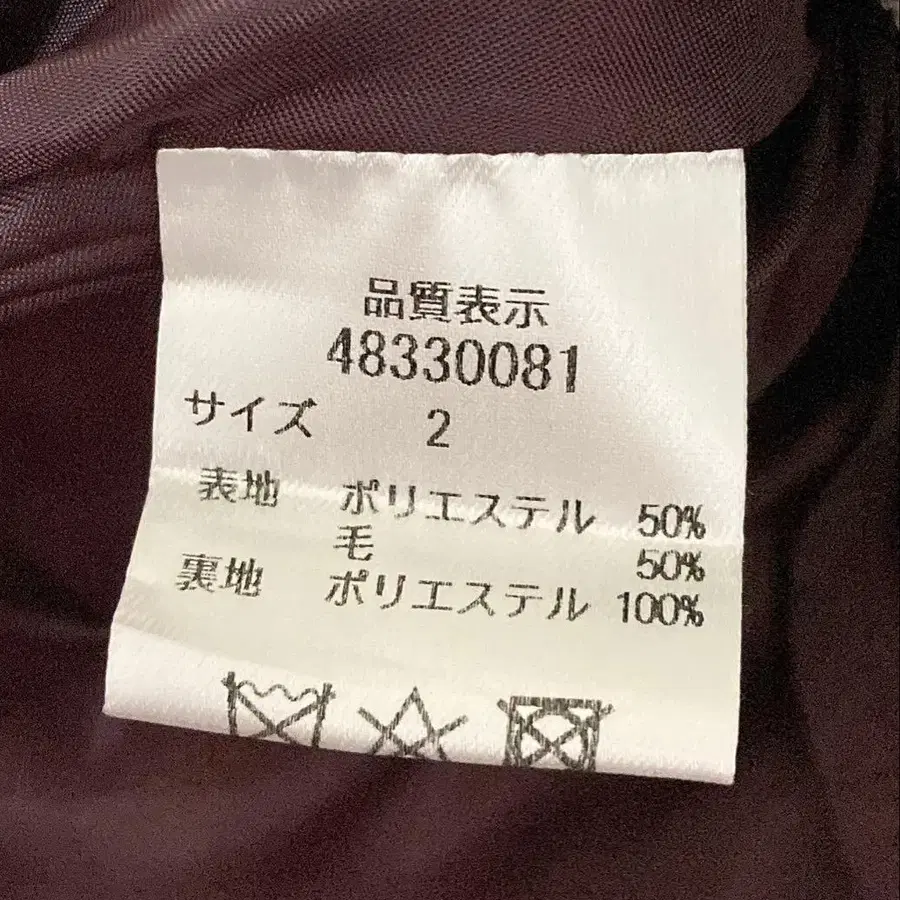 品質表示
48330081
サイズ 2
表地 ポリエステル 50%
毛 50%
裏地 ポリエステル 100%